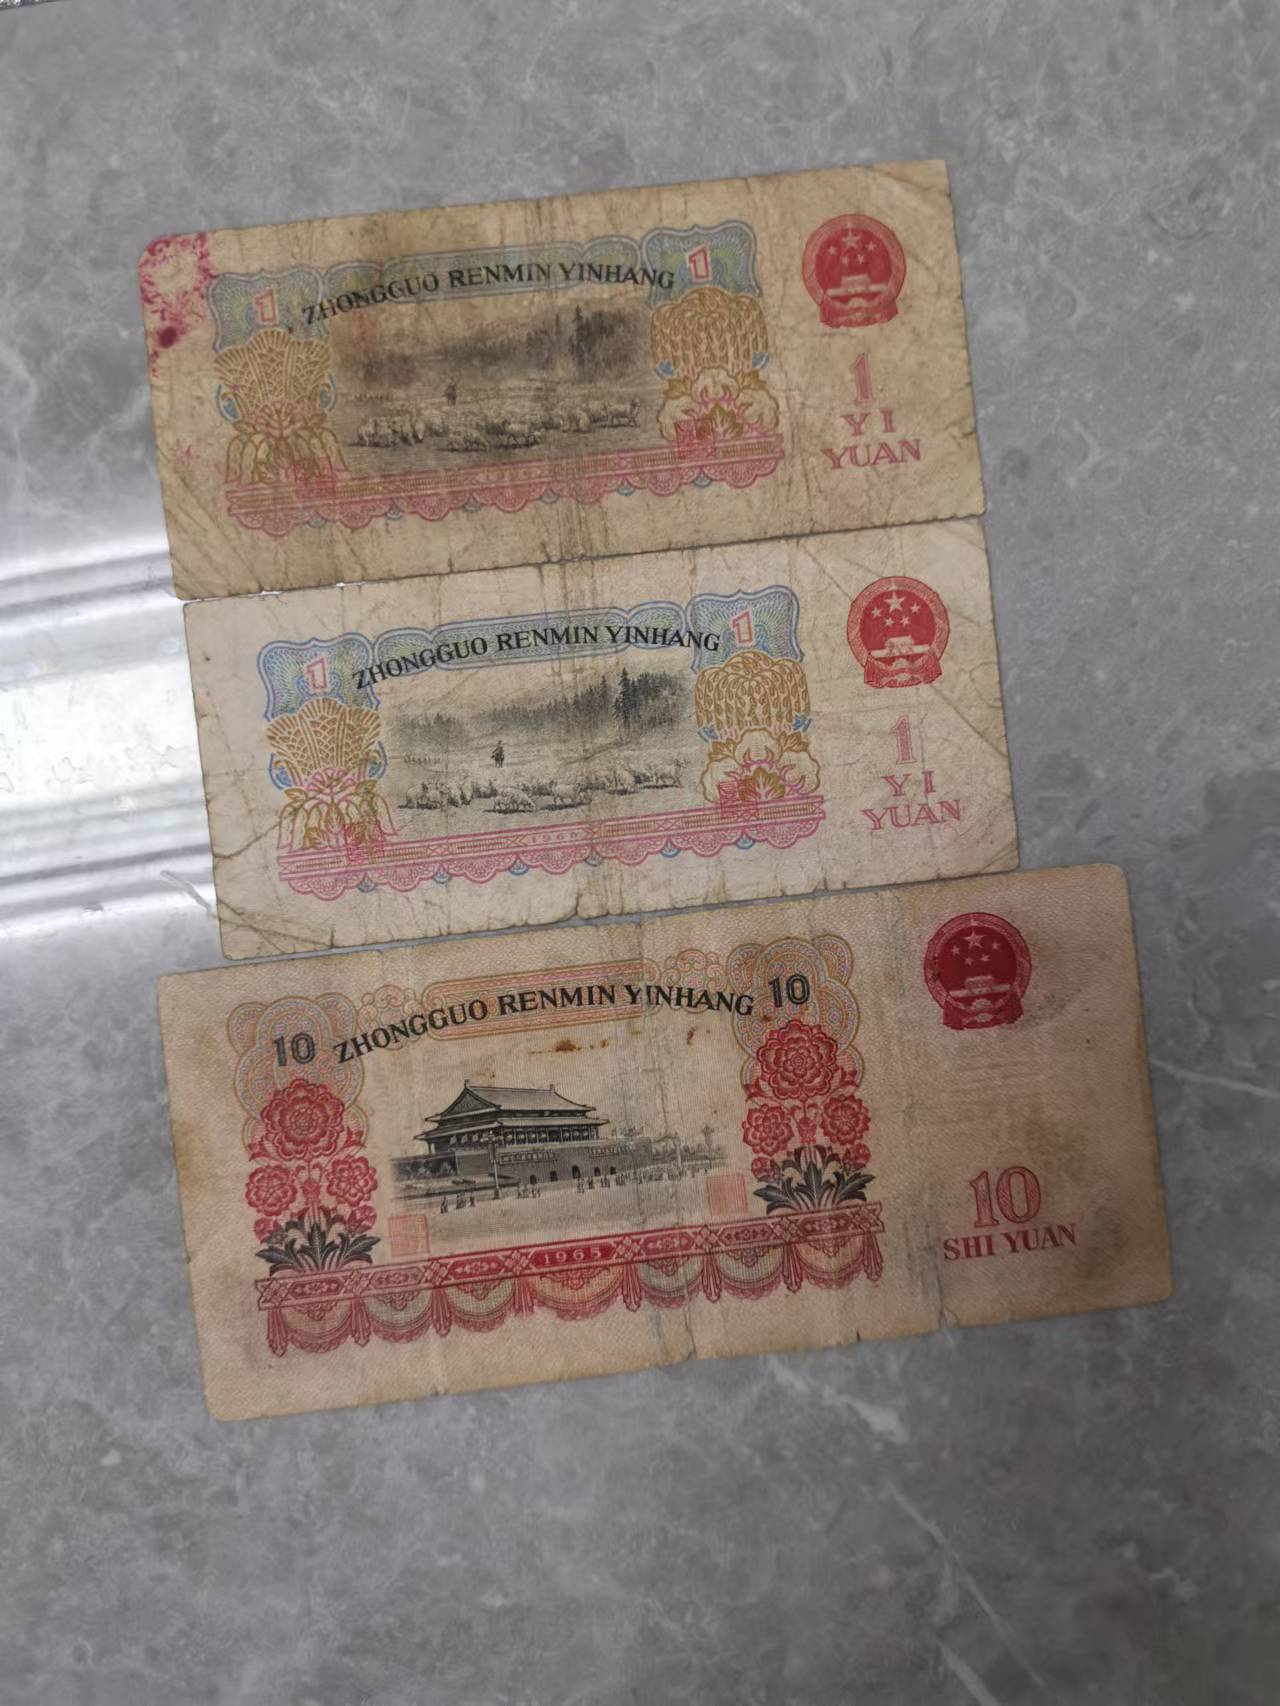 1 ZHONGGUO RENMIN YINHANG 1
1
YI
YUAN
1 ZHONGGUO RENMIN YINHANG 1
1
YI
YUAN
1960
10 ZHONGGUO RENMIN YINHANG 10
10
SHI YUAN
1965